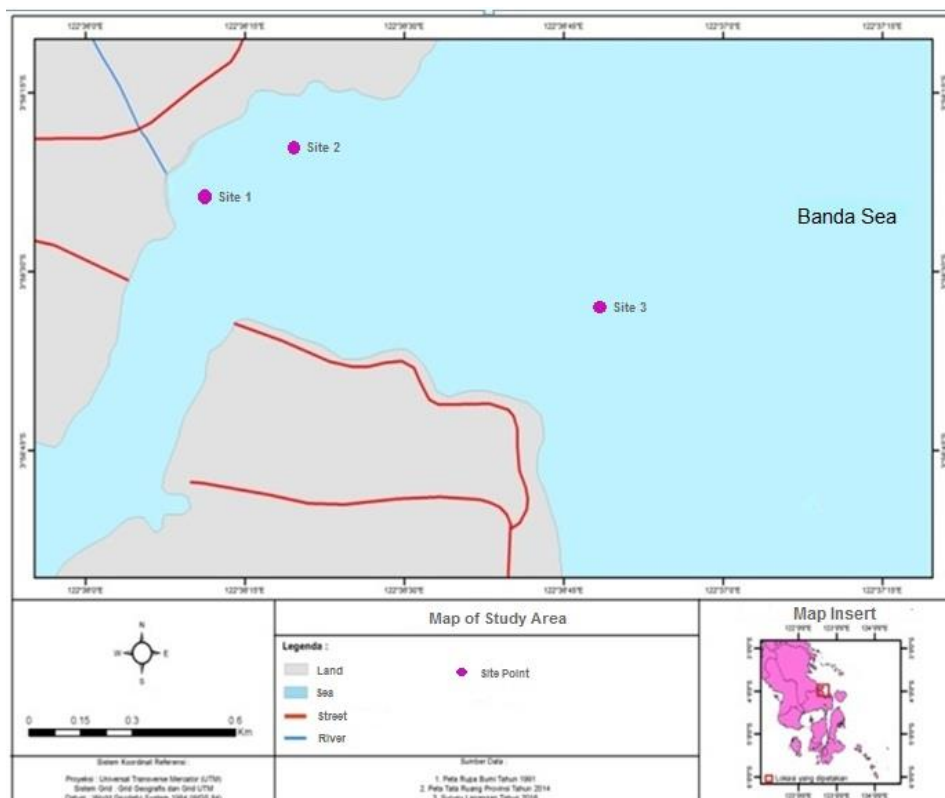 122°36'0"E 122°36'15"E 122°36'30"E 122°36'45"E 122°37'0"E 122°37'15"E
Site 2
Site 1
Banda Sea
Site 3
122°36'0"E 122°36'15"E 122°36'30"E 122°36'45"E 122°37'0"E 122°37'15"E
N
W E
S
0 0.15 0.3 0.6
Km
Map of Study Area
Legenda :
Land
Sea
Street
River
Site Point
Map Insert
Lokasi yang dipetakan
Sistem Koordinat Referensi :
Proyeksi : Universal Transverse Mercator (UTM)
Sistem Grid : Grid Geografis dan Grid UTM
Sumber Data :
1. Peta Rupa Bumi Tahun 1991
2. Peta Tata Ruang Provinsi Tahun 2014